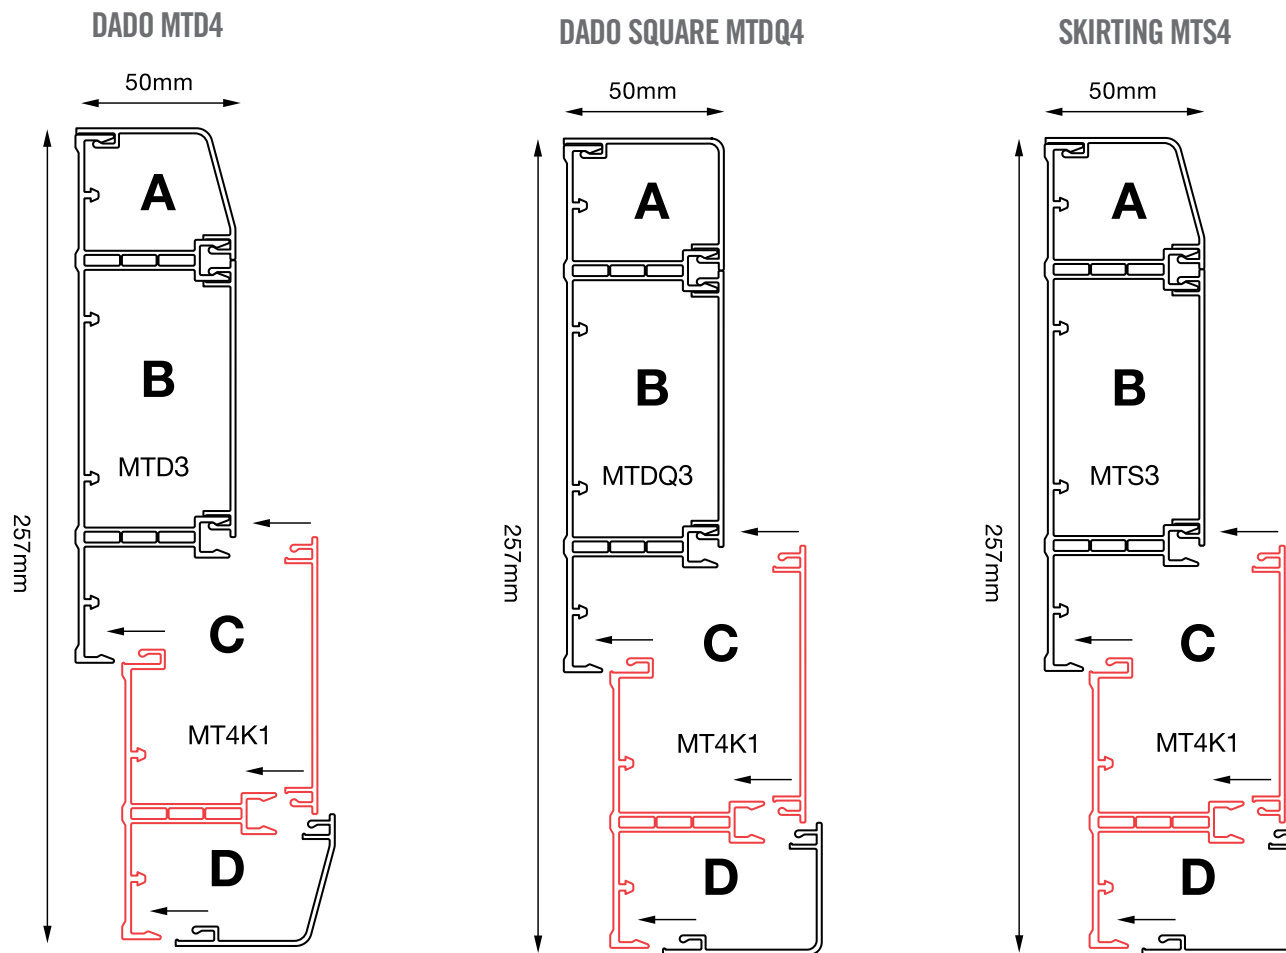 DADO MTD4
50mm
A
B
MTD3
257mm
C
MT4K1
D
DADO SQUARE MTDQ4
50mm
A
B
MTDQ3
257mm
C
MT4K1
D
SKIRTING MTS4
50mm
A
B
MTS3
257mm
C
MT4K1
D